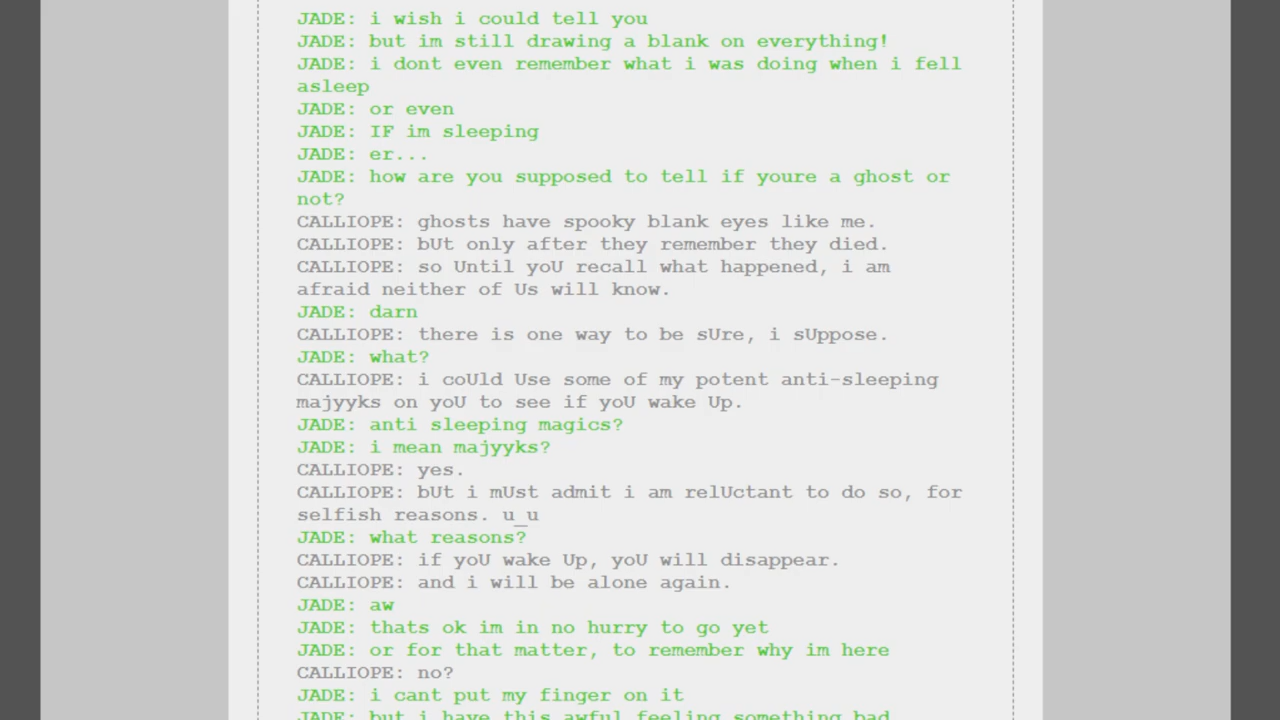 JADE: i wish i could tell you
JADE: but im still drawing a blank on everything!
JADE: i dont even remember what i was doing when i fell
asleep
JADE: or even
JADE: IF im sleeping
JADE: er...
JADE: how are you supposed to tell if youre a ghost or
not?
CALLIOPE: ghosts have spooky blank eyes like me.
CALLIOPE: bUt only after they remember they died.
CALLIOPE: so Until yoU recall what happened, i am
afraid neither of Us will know.
JADE: darn
CALLIOPE: there is one way to be sUre, i sUppose.
JADE: what?
CALLIOPE: i coUld Use some of my potent anti-sleeping
majyyks on yoU to see if yoU wake Up.
JADE: anti sleeping magics?
JADE: i mean majyyks?
CALLIOPE: yes.
CALLIOPE: bUt i mUst admit i am relUctant to do so, for
selfish reasons. u_u
JADE: what reasons?
CALLIOPE: if yoU wake Up, yoU will disappear.
CALLIOPE: and i will be alone again.
JADE: aw
JADE: thats ok im in no hurry to go yet
JADE: or for that matter, to remember why im here
CALLIOPE: no?
JADE: i cant put my finger on it
JADE: but i have this awful feeling something bad